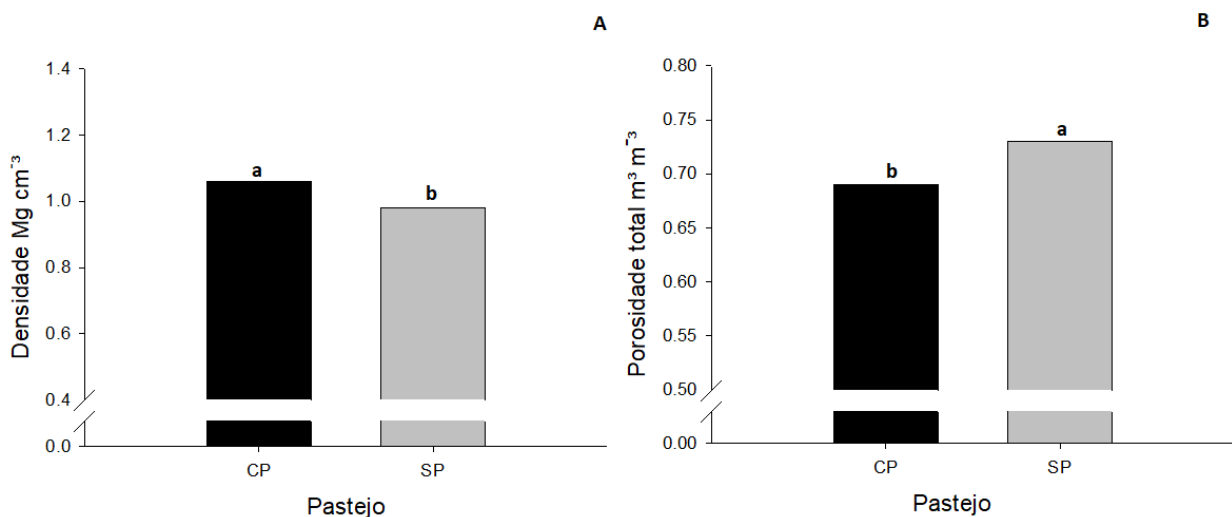 A
1.4
1.2
1.0
0.8
0.6
0.4
0.0
Densidade Mg cm⁻³
a
b
CP
SP
Pastejo
B
0.80
0.75
0.70
0.65
0.60
0.55
0.50
0.00
Porosidade total m³ m⁻³
b
a
CP
SP
Pastejo